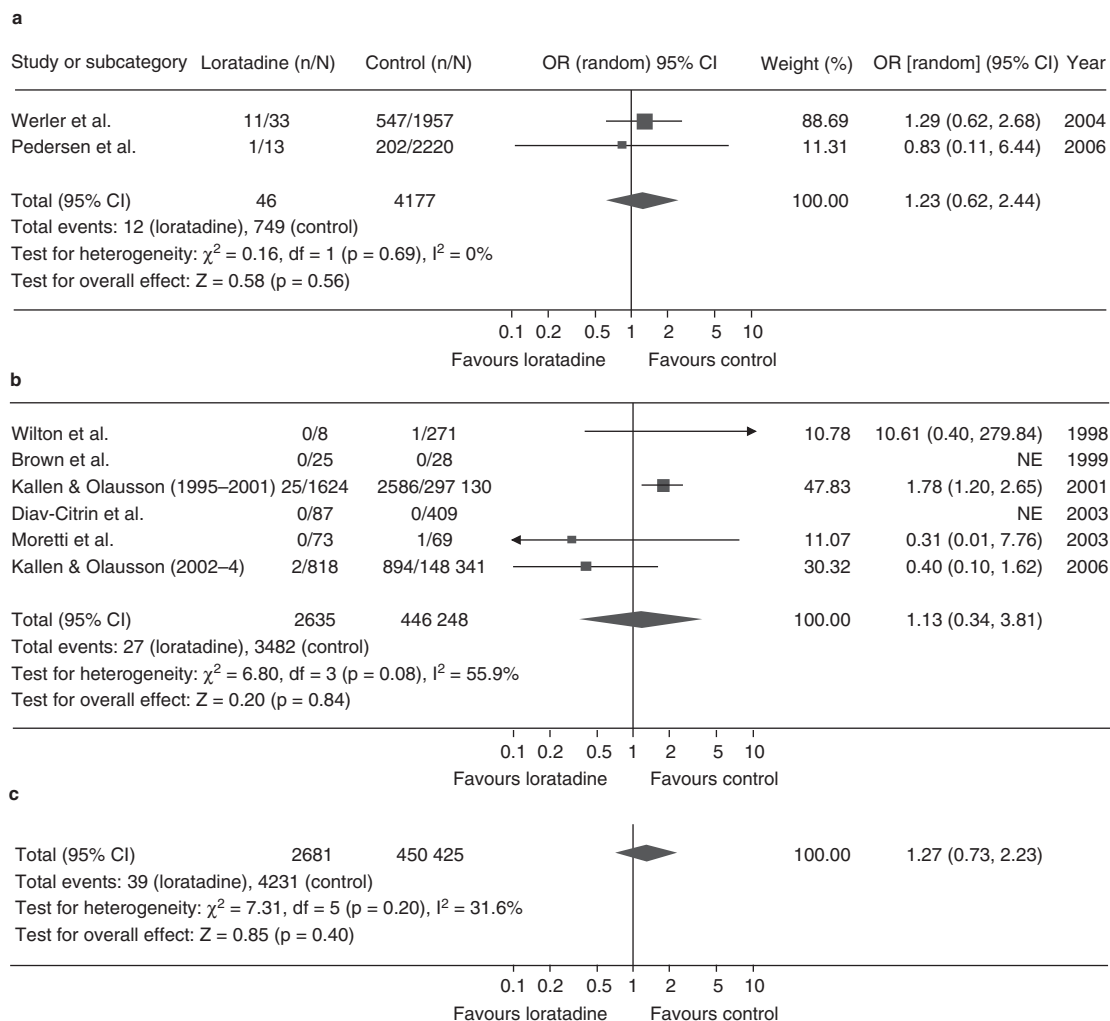 a
Study or subcategory Loratadine (n/N) Control (n/N) OR (random) 95% CI Weight (%) OR [random] (95% CI) Year
Werler et al. 11/33 547/1957 88.69 1.29 (0.62, 2.68) 2004
Pedersen et al. 1/13 202/2220 11.31 0.83 (0.11, 6.44) 2006
Total (95% CI) 46 4177 100.00 1.23 (0.62, 2.44)
Total events: 12 (loratadine), 749 (control)
Test for heterogeneity: χ² = 0.16, df = 1 (p = 0.69), I² = 0%
Test for overall effect: Z = 0.58 (p = 0.56)
0.1 0.2 0.5 1 2 5 10
Favours loratadine Favours control
b
Wilton et al. 0/8 1/271 10.78 10.61 (0.40, 279.84) 1998
Brown et al. 0/25 0/28 NE 1999
Kallen & Olausson (1995–2001) 25/1624 2586/297 130 47.83 1.78 (1.20, 2.65) 2001
Diav-Citrin et al. 0/87 0/409 NE 2003
Moretti et al. 0/73 1/69 11.07 0.31 (0.01, 7.76) 2003
Kallen & Olausson (2002–4) 2/818 894/148 341 30.32 0.40 (0.10, 1.62) 2006
Total (95% CI) 2635 446 248 100.00 1.13 (0.34, 3.81)
Total events: 27 (loratadine), 3482 (control)
Test for heterogeneity: χ² = 6.80, df = 3 (p = 0.08), I² = 55.9%
Test for overall effect: Z = 0.20 (p = 0.84)
0.1 0.2 0.5 1 2 5 10
Favours loratadine Favours control
c
Total (95% CI) 2681 450 425 100.00 1.27 (0.73, 2.23)
Total events: 39 (loratadine), 4231 (control)
Test for heterogeneity: χ² = 7.31, df = 5 (p = 0.20), I² = 31.6%
Test for overall effect: Z = 0.85 (p = 0.40)
0.1 0.2 0.5 1 2 5 10
Favours loratadine Favours control